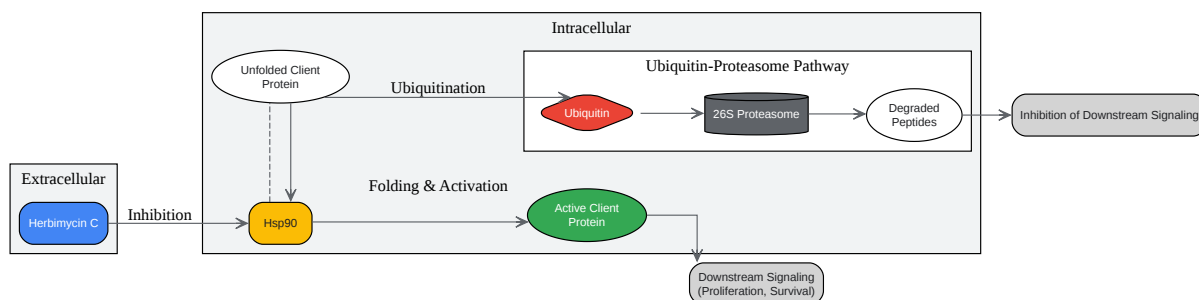 Intracellular
Unfolded Client
Protein
Ubiquitination
Ubiquitin-Proteasome Pathway
Ubiquitin
26S Proteasome
Degraded
Peptides
Inhibition of Downstream Signaling
Extracellular
Herbimycin C
Inhibition
Hsp90
Folding & Activation
Active Client
Protein
Downstream Signaling
(Proliferation, Survival)